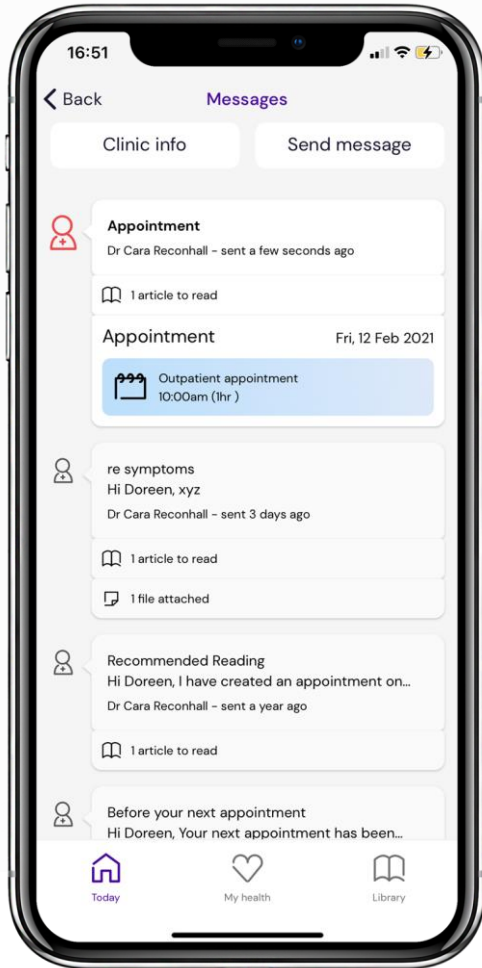 16:51
Back
Messages
Clinic info
Send message
Appointment
Dr Cara Reconhall - sent a few seconds ago
1 article to read
Appointment
Fri, 12 Feb 2021
Outpatient appointment
10:00am (1hr )
re symptoms
Hi Doreen, xyz
Dr Cara Reconhall - sent 3 days ago
1 article to read
1 file attached
Recommended Reading
Hi Doreen, I have created an appointment on...
Dr Cara Reconhall - sent a year ago
1 article to read
Before your next appointment
Hi Doreen, Your next appointment has been...
Today
My health
Library